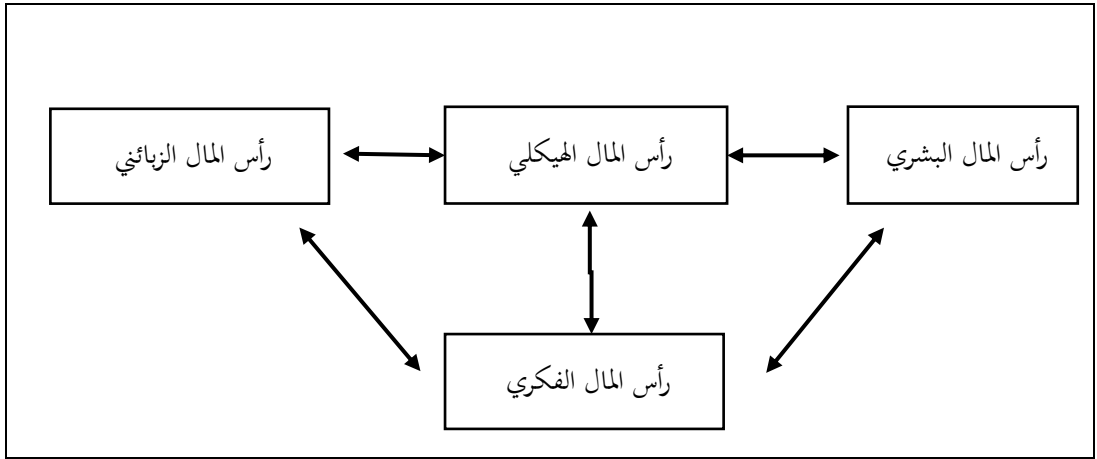 رأس المال البشري
رأس المال الهيكلي
رأس المال الزبائني
رأس المال الفكري